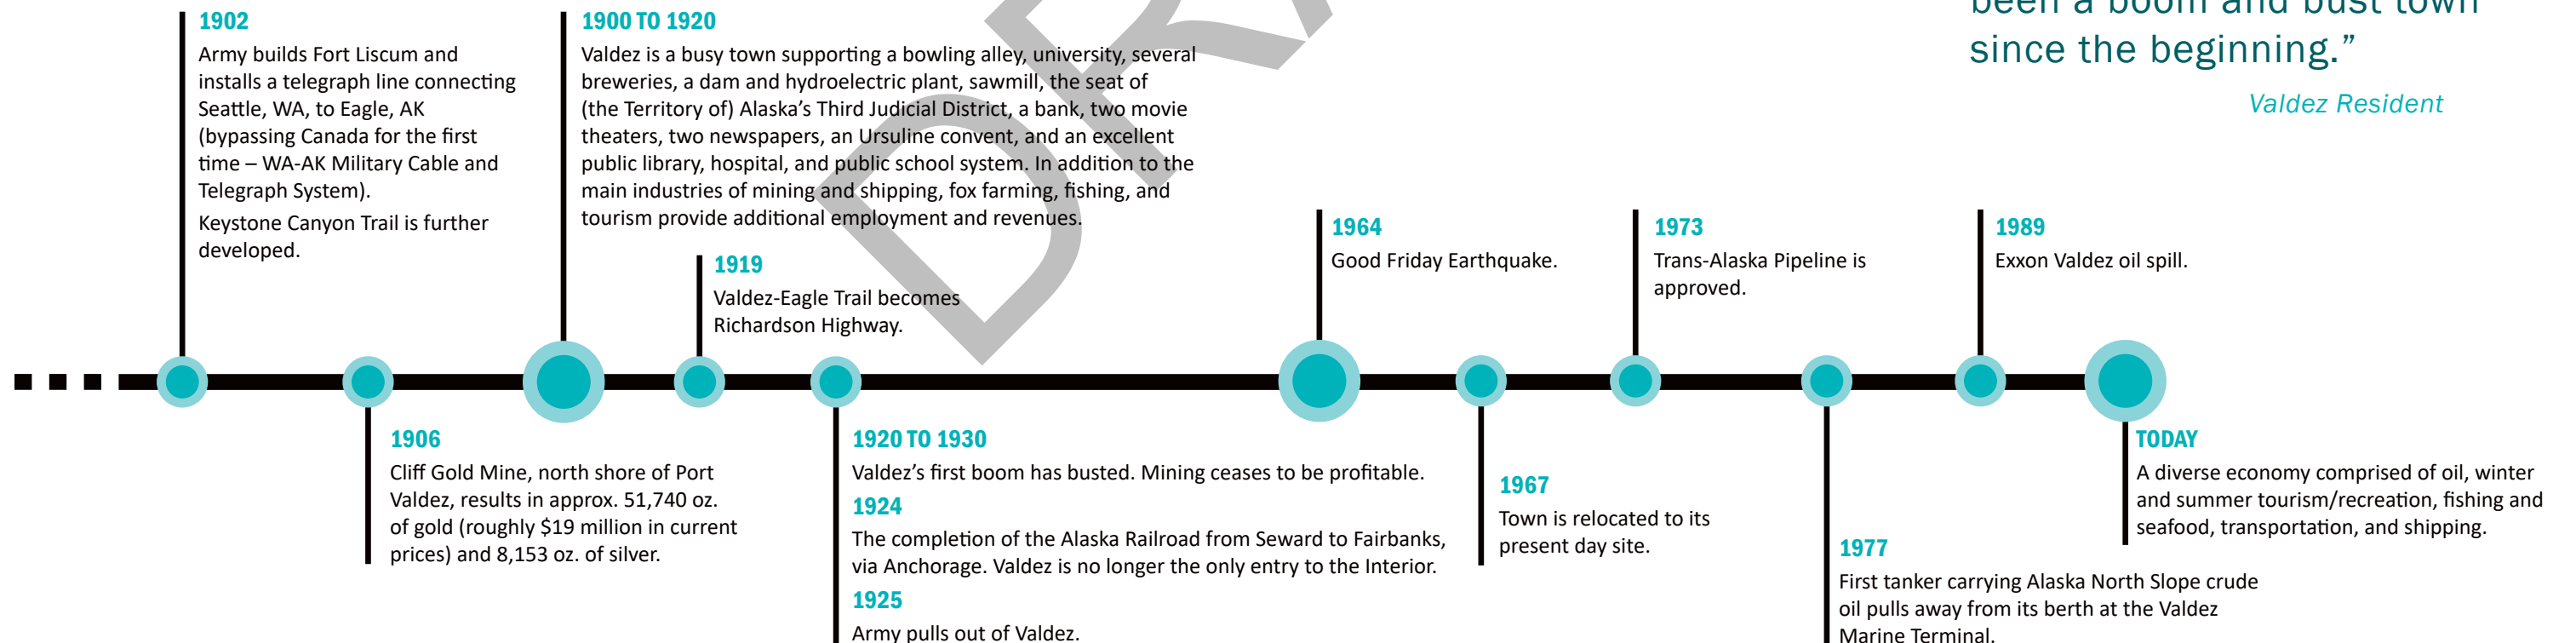 1902
Army builds Fort Liscum and
installs a telegraph line connecting
Seattle, WA, to Eagle, AK
(bypassing Canada for the first
time – WA-AK Military Cable and
Telegraph System).
Keystone Canyon Trail is further
developed.
1900 TO 1920
Valdez is a busy town supporting a bowling alley, university, several
breweries, a dam and hydroelectric plant, sawmill, the seat of
(the Territory of) Alaska’s Third Judicial District, a bank, two movie
theaters, two newspapers, an Ursuline convent, and an excellent
public library, hospital, and public school system. In addition to the
main industries of mining and shipping, fox farming, fishing, and
tourism provide additional employment and revenues.
been a boom and bust town
since the beginning.”
Valdez Resident
1919
Valdez-Eagle Trail becomes
Richardson Highway.
1964
Good Friday Earthquake.
1973
Trans-Alaska Pipeline is
approved.
1989
Exxon Valdez oil spill.
1906
Cliff Gold Mine, north shore of Port
Valdez, results in approx. 51,740 oz.
of gold (roughly $19 million in current
prices) and 8,153 oz. of silver.
1920 TO 1930
Valdez’s first boom has busted. Mining ceases to be profitable.
1924
The completion of the Alaska Railroad from Seward to Fairbanks,
via Anchorage. Valdez is no longer the only entry to the Interior.
1925
Army pulls out of Valdez.
1967
Town is relocated to its
present day site.
1977
First tanker carrying Alaska North Slope crude
oil pulls away from its berth at the Valdez
Marine Terminal.
TODAY
A diverse economy comprised of oil, winter
and summer tourism/recreation, fishing and
seafood, transportation, and shipping.